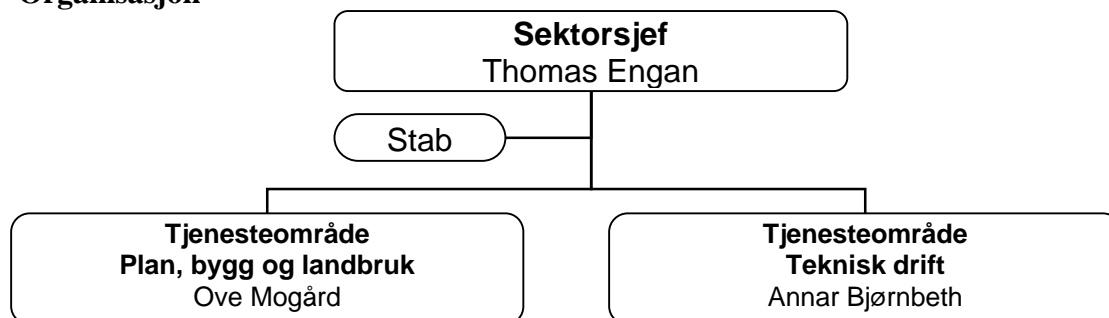 Organisasjon
Sektorsjef
Thomas Engan
Stab
Tjenesteområde
Plan, bygg og landbruk
Ove Mogård
Tjenesteområde
Teknisk drift
Annar Bjørnbeth